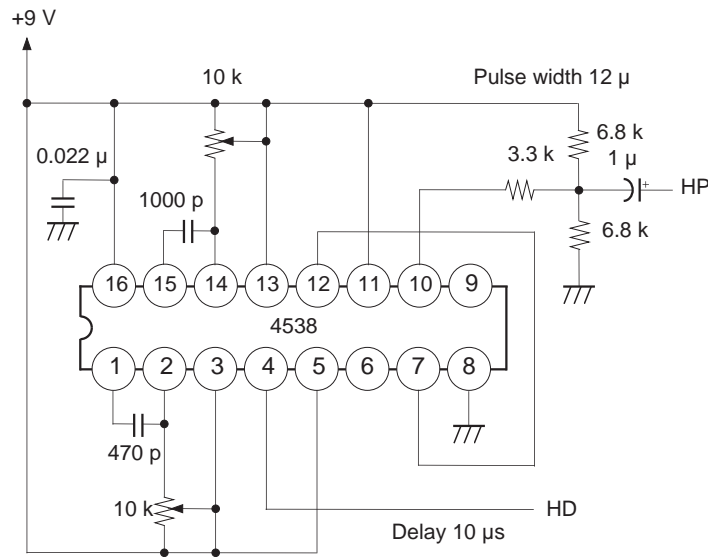 +9 V
10 k
Pulse width 12 µ
6.8 k
0.022 µ
3.3 k
1 µ
+
HP
1000 p
6.8 k
16 15 14 13 12 11 10 9
4538
1 2 3 4 5 6 7 8
470 p
10 k
HD
Delay 10 µs